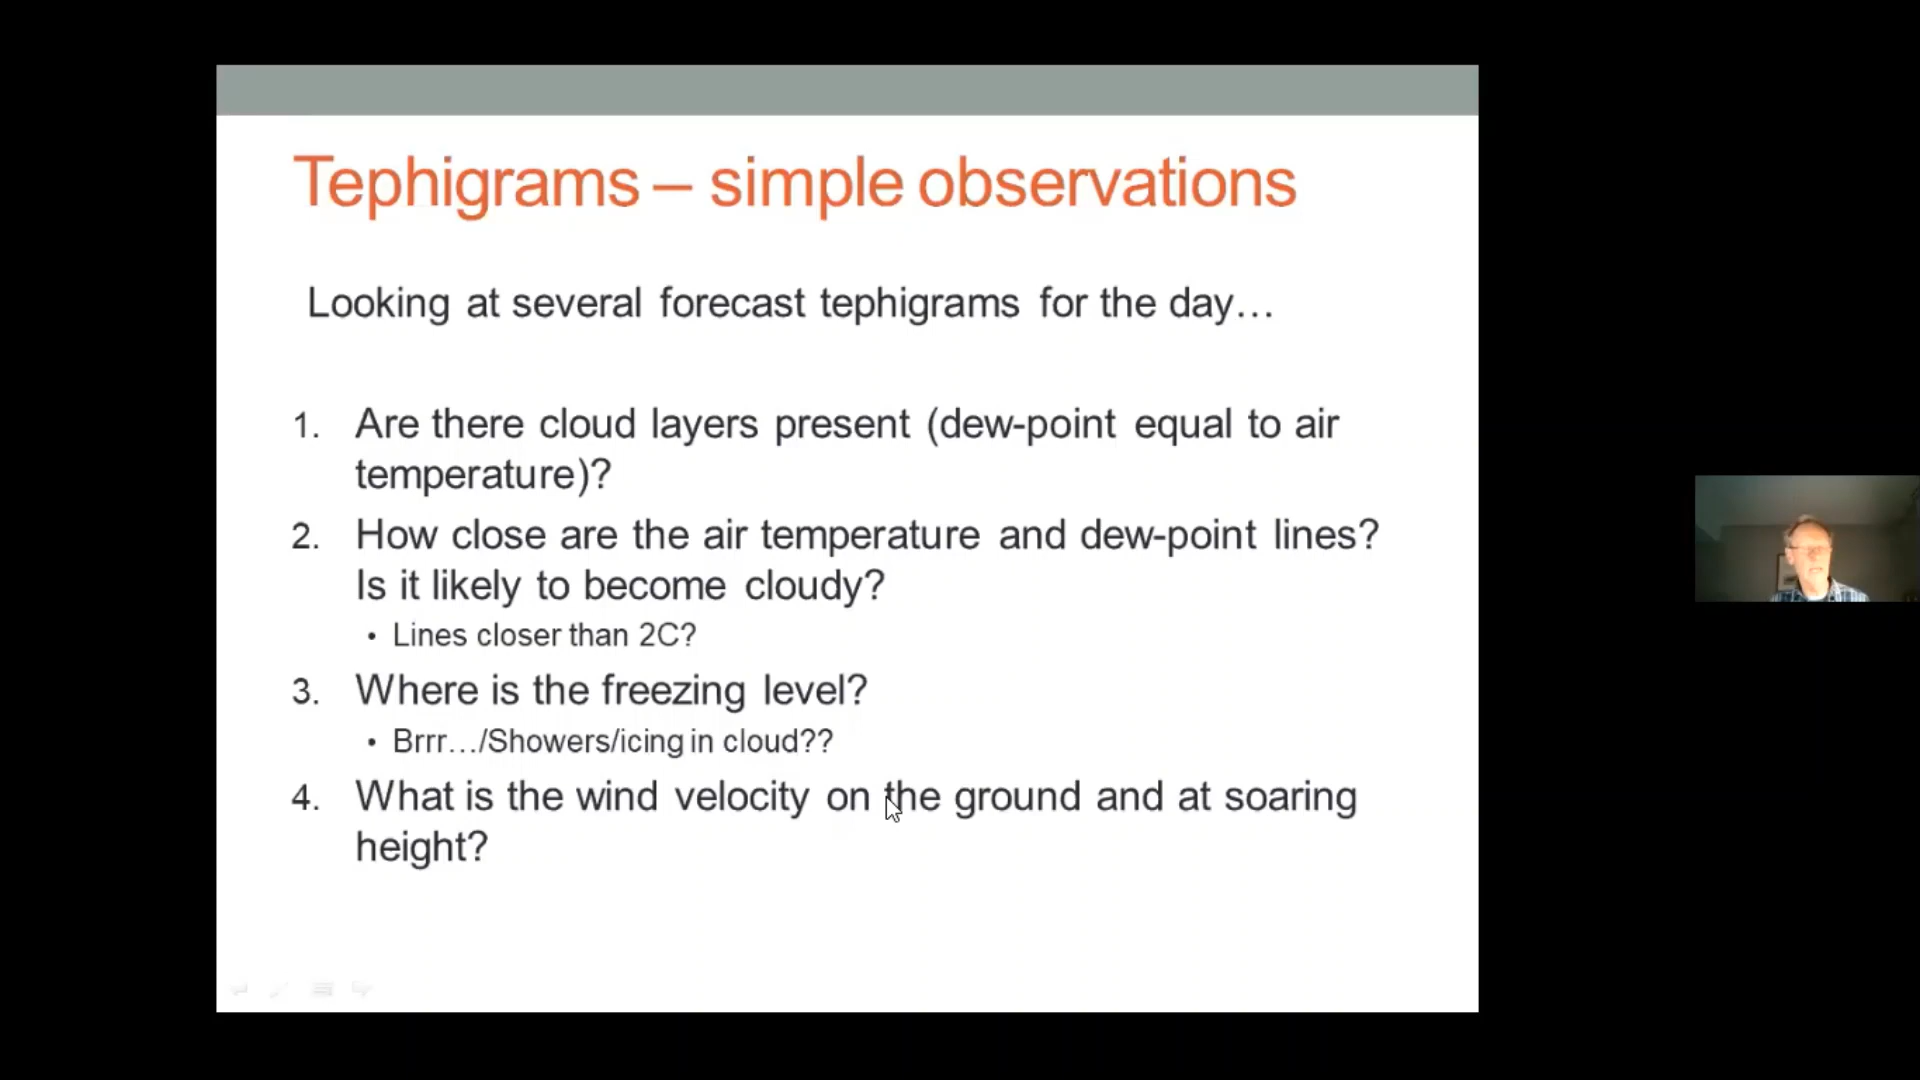 Tephigrams – simple observations
Looking at several forecast tephigrams for the day…
1. Are there cloud layers present (dew-point equal to air
temperature)?
2. How close are the air temperature and dew-point lines?
Is it likely to become cloudy?
• Lines closer than 2C?
3. Where is the freezing level?
• Brrr…/Showers/icing in cloud??
4. What is the wind velocity on the ground and at soaring
height?